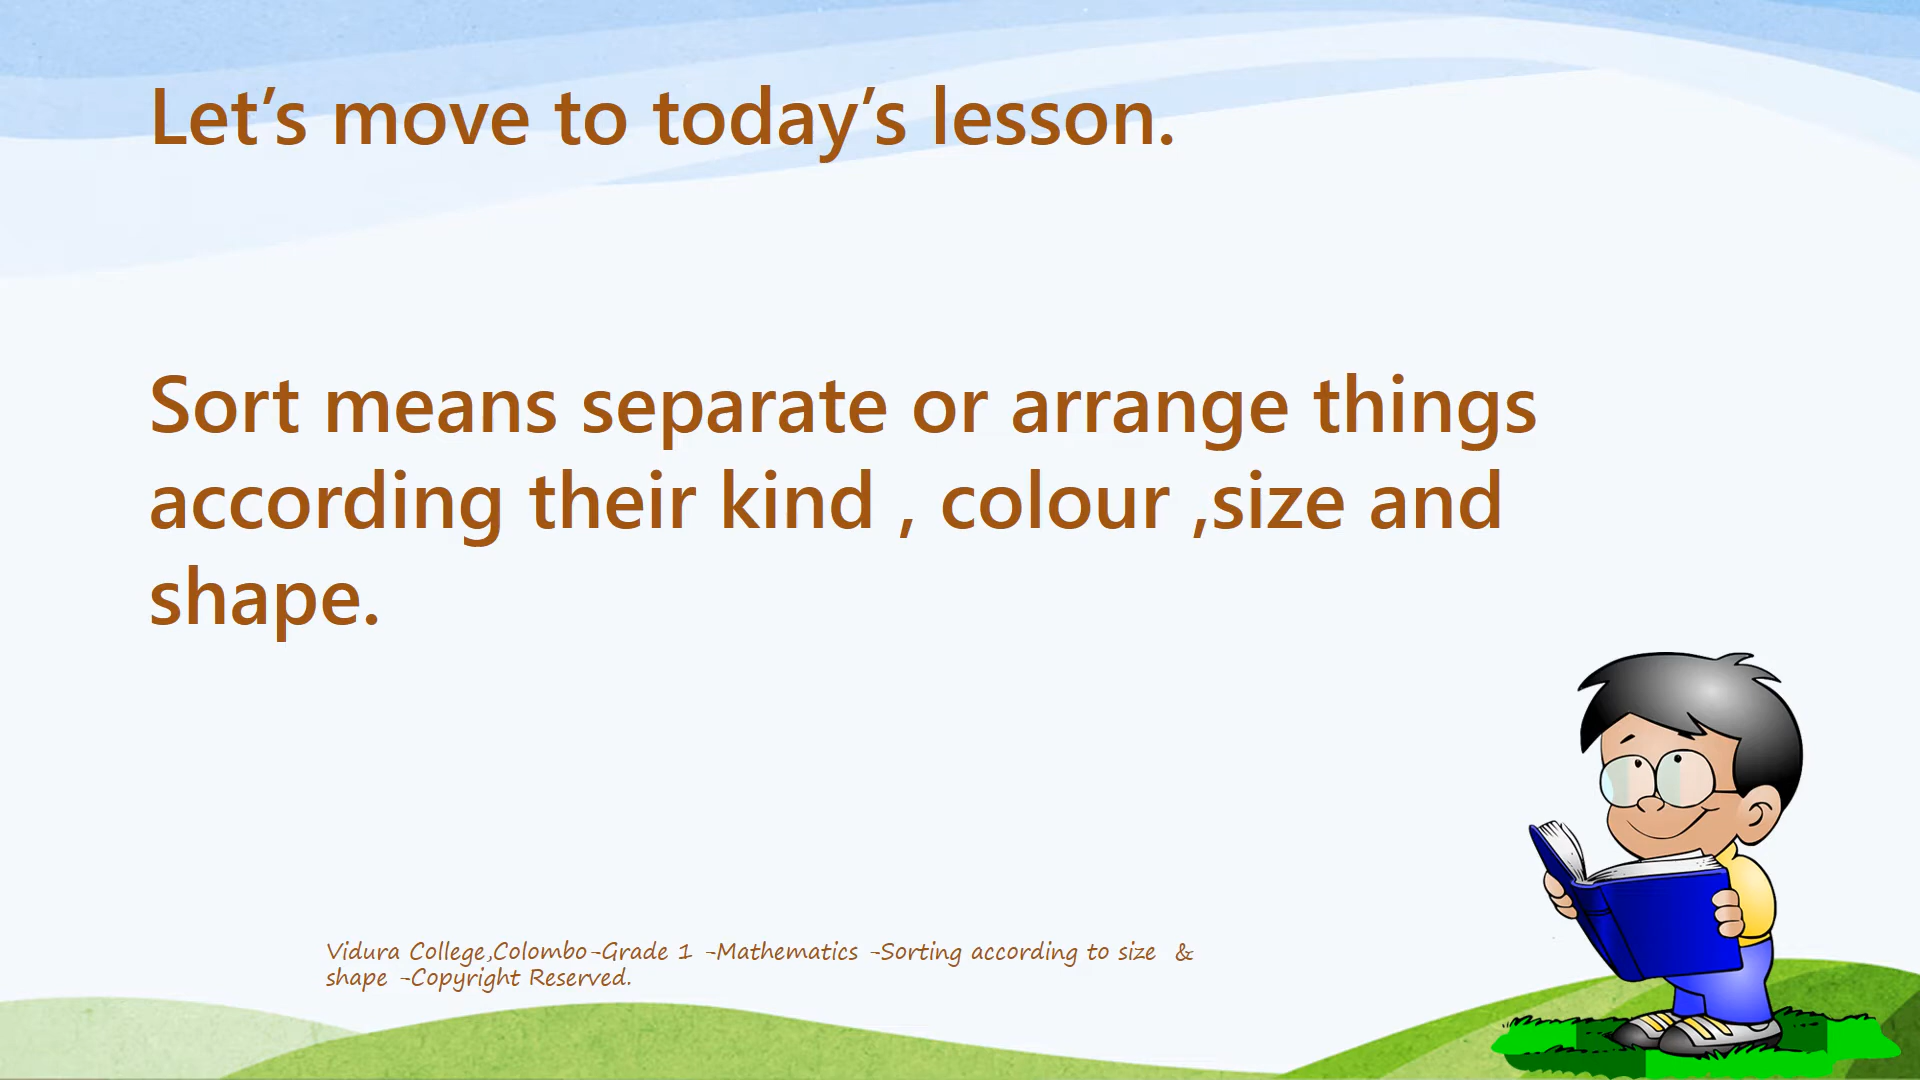 Let’s move to today’s lesson.
Sort means separate or arrange things
according their kind , colour ,size and
shape.
Vidura College,Colombo-Grade 1 -Mathematics -Sorting according to size &
shape -Copyright Reserved.